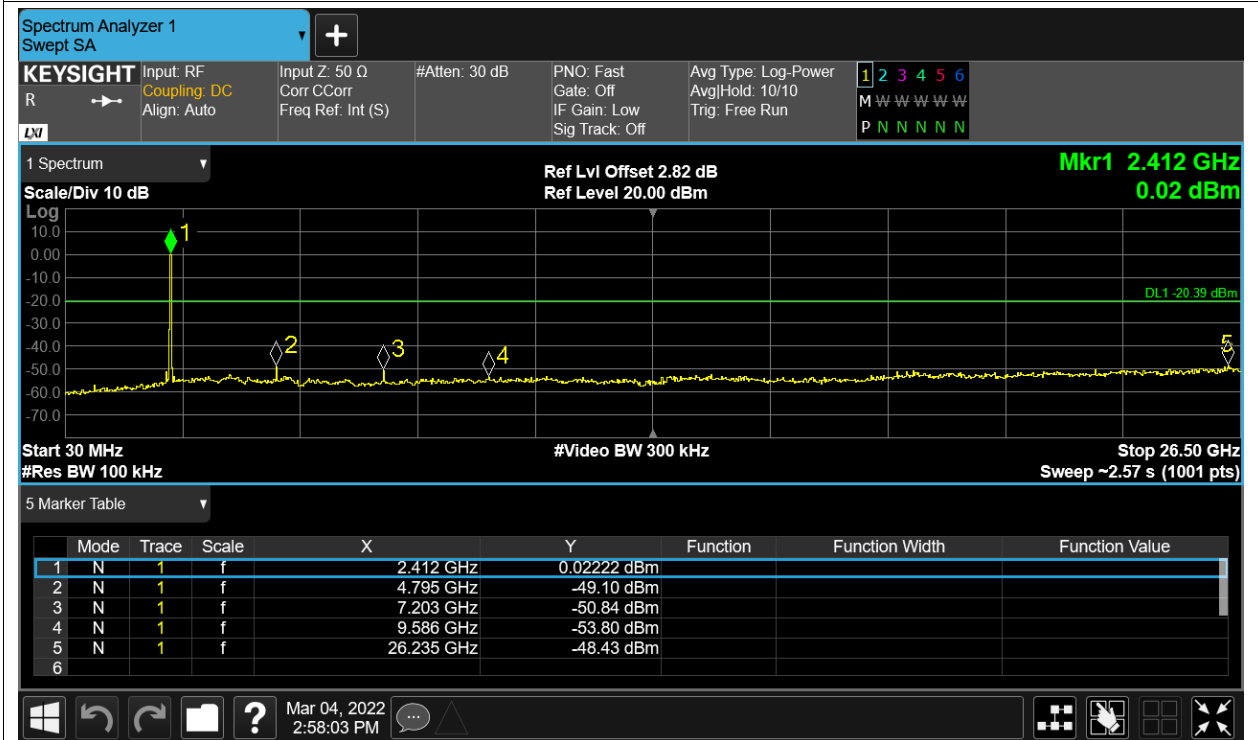 Spectrum Analyzer 1
Swept SA
KEYSIGHT Input: RF Input Z: 50 Ω #Atten: 30 dB PNO: Fast Avg Type: Log-Power 1 2 3 4 5 6
R Coupling: DC Corr CCorr Gate: Off Avg|Hold: 10/10 M W W W W W
Align: Auto Freq Ref: Int (S) IF Gain: Low Trig: Free Run
LXI Sig Track: Off P N N N N N
1 Spectrum Ref Lvl Offset 2.82 dB Mkr1 2.412 GHz
Scale/Div 10 dB Ref Level 20.00 dBm 0.02 dBm
Log
10.0 1
0.00
-10.0
DL1 -20.39 dBm
-20.0
-30.0
-40.0 2 3 4 5
-50.0
-60.0
-70.0
Start 30 MHz #Video BW 300 kHz Stop 26.50 GHz
#Res BW 100 kHz Sweep ~2.57 s (1001 pts)
5 Marker Table
Mode Trace Scale X Y Function Function Width Function Value
1 N 1 f 2.412 GHz 0.02222 dBm
2 N 1 f 4.795 GHz -49.10 dBm
3 N 1 f 7.203 GHz -50.84 dBm
4 N 1 f 9.586 GHz -53.80 dBm
5 N 1 f 26.235 GHz -48.43 dBm
6
? Mar 04, 2022
2:58:03 PM